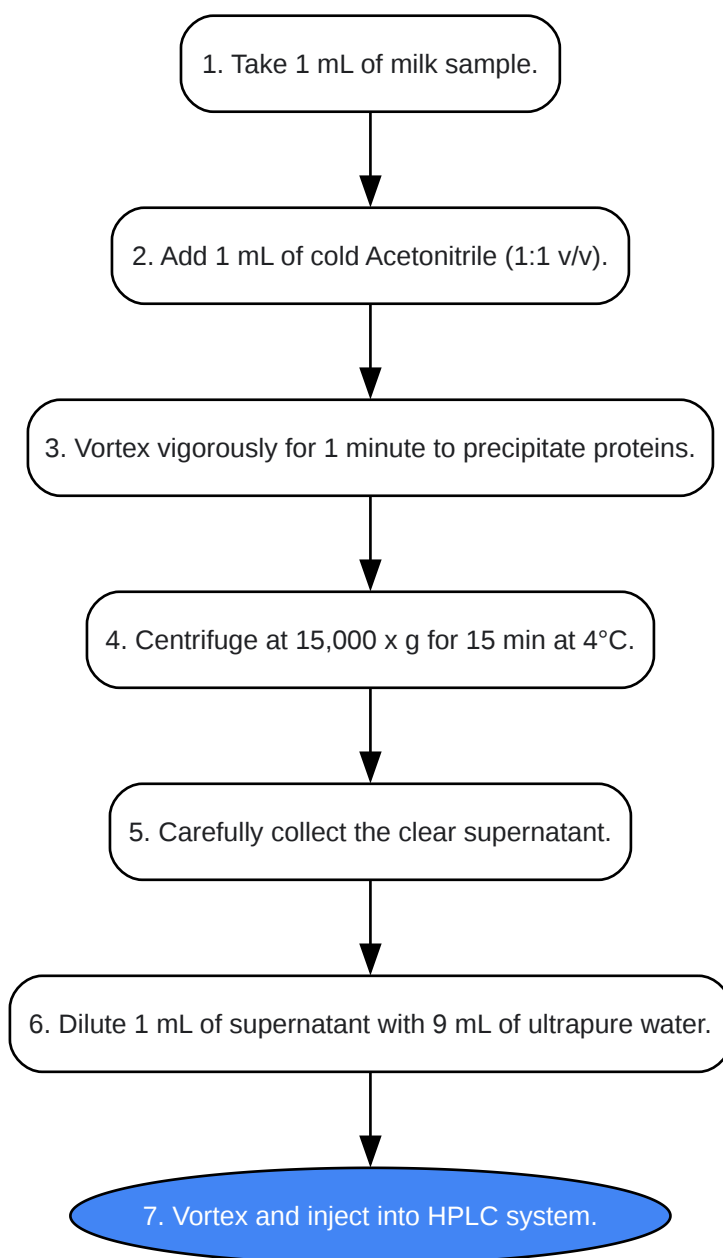 1. Take 1 mL of milk sample.
2. Add 1 mL of cold Acetonitrile (1:1 v/v).
3. Vortex vigorously for 1 minute to precipitate proteins.
4. Centrifuge at 15,000 x g for 15 min at 4°C.
5. Carefully collect the clear supernatant.
6. Dilute 1 mL of supernatant with 9 mL of ultrapure water.
7. Vortex and inject into HPLC system.